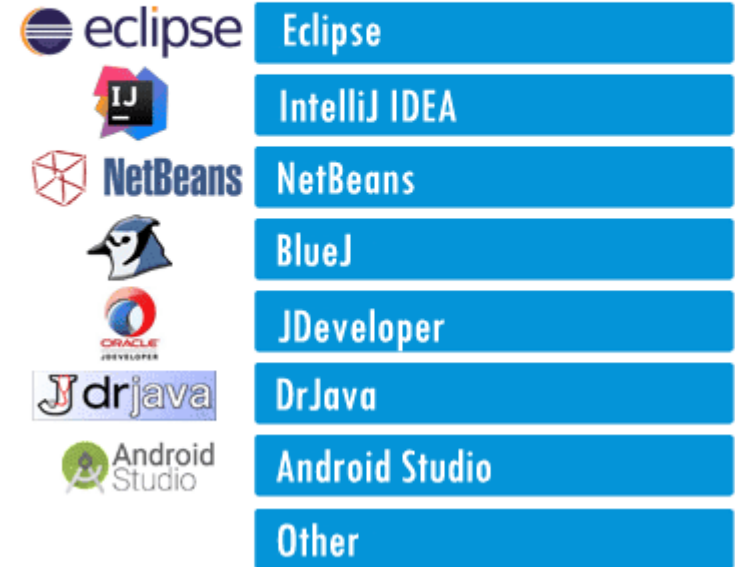 eclipse Eclipse
IJ IntelliJ IDEA
NetBeans NetBeans
BlueJ
ORACLE JDeveloper
JDEVELOPER
J drjava DrJava
Android Android Studio
Studio
Other